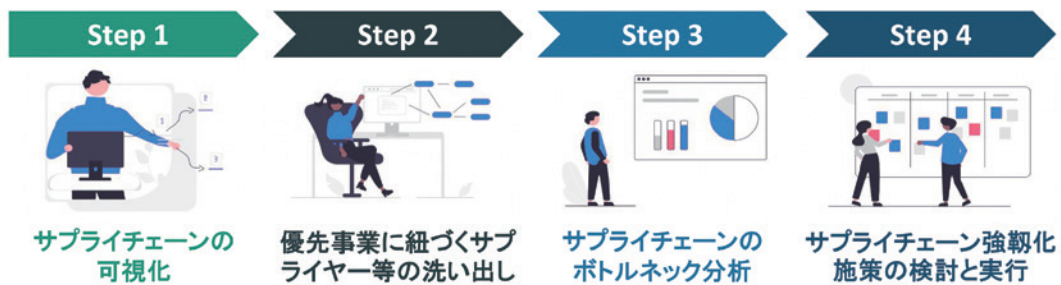 Step 1
Step 2
Step 3
Step 4
サプライチェーンの
可視化
優先事業に紐づくサプ
ライヤー等の洗い出し
サプライチェーンの
ボトルネック分析
サプライチェーン強靱化
施策の検討と実行